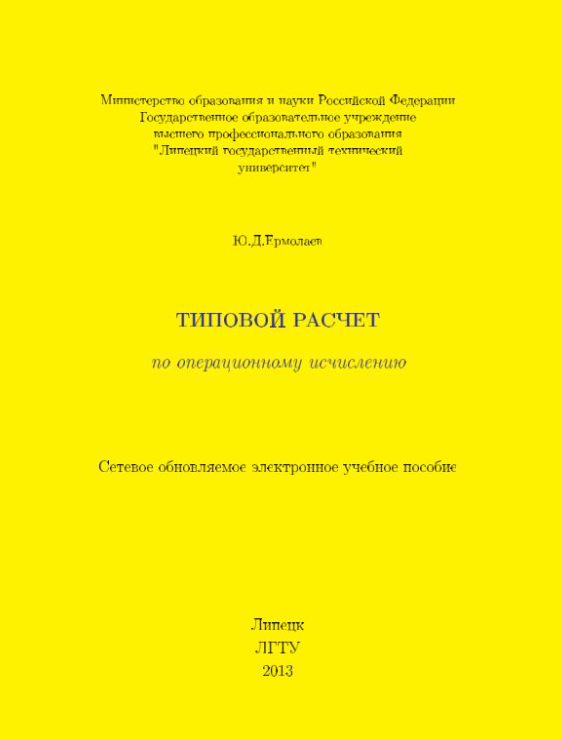 Министерство образования и науки Российской Федерации
Государственное образовательное учреждение
высшего профессионального образования
"Липецкий государственный технический
университет"
Ю.Д.Ермолаев
ТИПОВОЙ РАСЧЕТ
по операционному исчислению
Сетевое обновляемое электронное учебное пособие
Липецк
ЛГТУ
2013